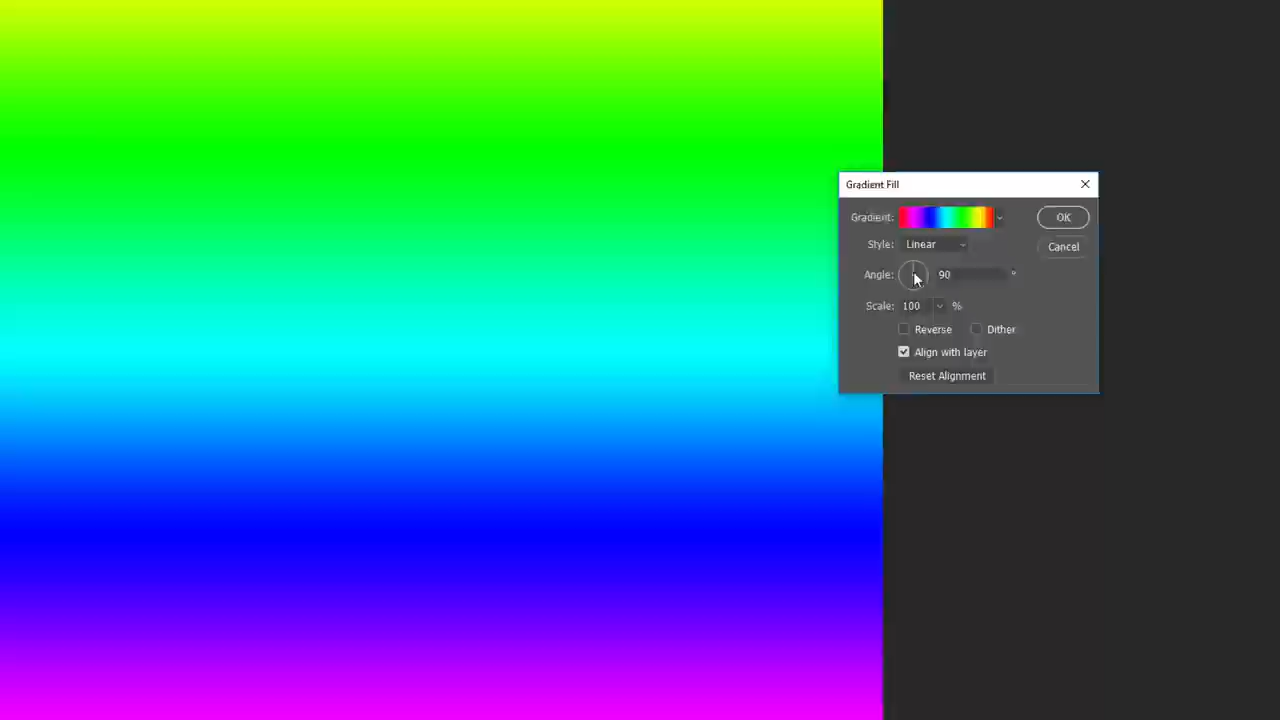 Gradient Fill
Gradient: OK
Style: Linear
Cancel
Angle: 90 °
Scale: 100 %
Reverse Dither
Align with layer
Reset Alignment